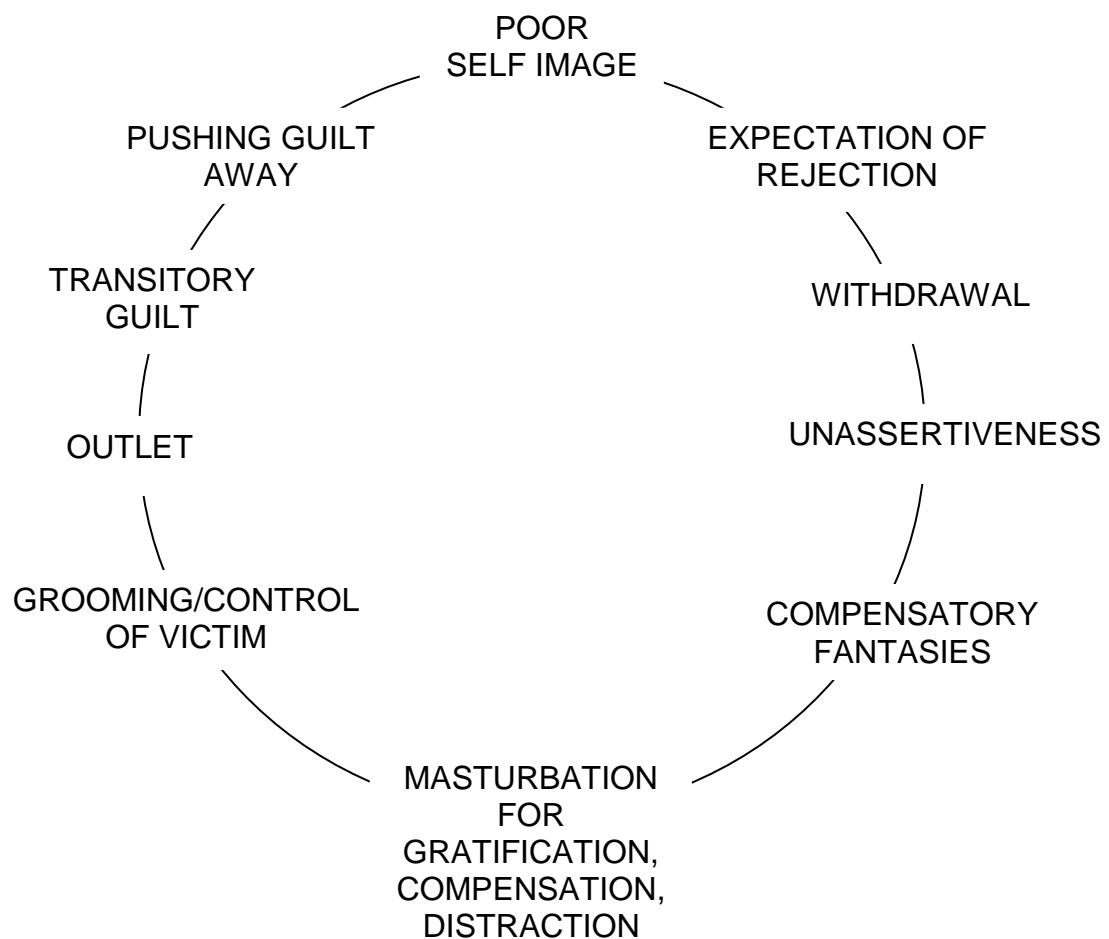 POOR
SELF IMAGE
EXPECTATION OF
REJECTION
WITHDRAWAL
UNASSERTIVENESS
COMPENSATORY
FANTASIES
MASTURBATION
FOR
GRATIFICATION,
COMPENSATION,
DISTRACTION
GROOMING/CONTROL
OF VICTIM
OUTLET
TRANSITORY
GUILT
PUSHING GUILT
AWAY